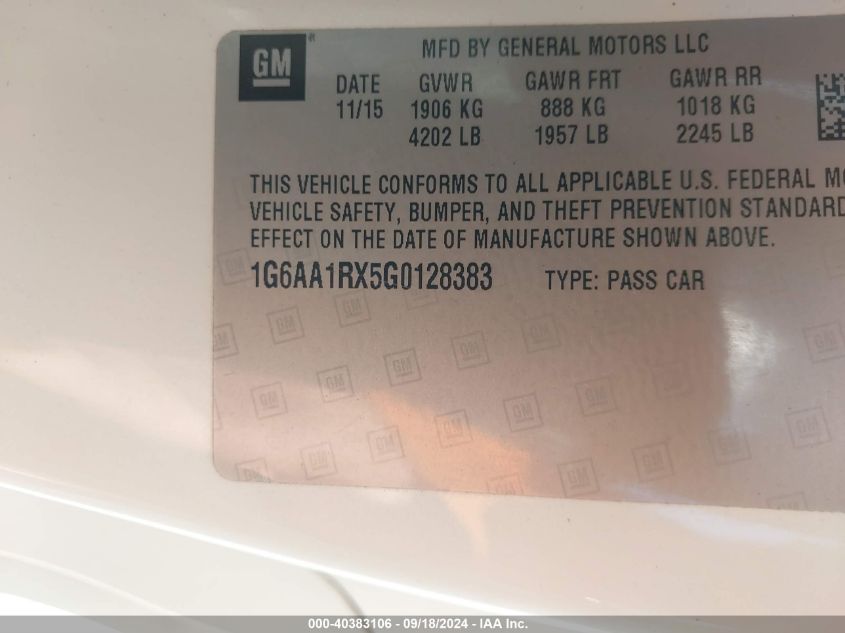 GM® MFD BY GENERAL MOTORS LLC
DATE GVWR GAWR FRT GAWR RR
11/15 1906 KG 888 KG 1018 KG
4202 LB 1957 LB 2245 LB
THIS VEHICLE CONFORMS TO ALL APPLICABLE U.S. FEDERAL MO
VEHICLE SAFETY, BUMPER, AND THEFT PREVENTION STANDARD
EFFECT ON THE DATE OF MANUFACTURE SHOWN ABOVE.
1G6AA1RX5G0128383 TYPE: PASS CAR
000-40383106 - 09/18/2024 - IAA Inc.